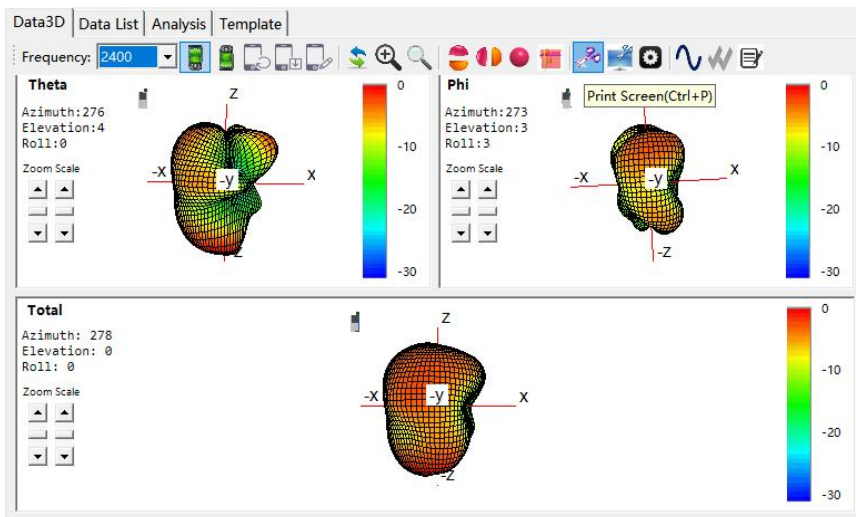 Data3D Data List Analysis Template
Frequency: 2400
Print Screen(Ctrl+P)
Theta
Azimuth:276
Elevation:4
Roll:0
Zoom Scale
Z
-X
-y
X
-Z
0
-10
-20
-30
Phi
Azimuth:273
Elevation:3
Roll:3
Zoom Scale
-X
-y
X
-Z
0
-10
-20
-30
Total
Azimuth: 278
Elevation: 0
Roll: 0
Zoom Scale
Z
-X
-y
X
-Z
0
-10
-20
-30